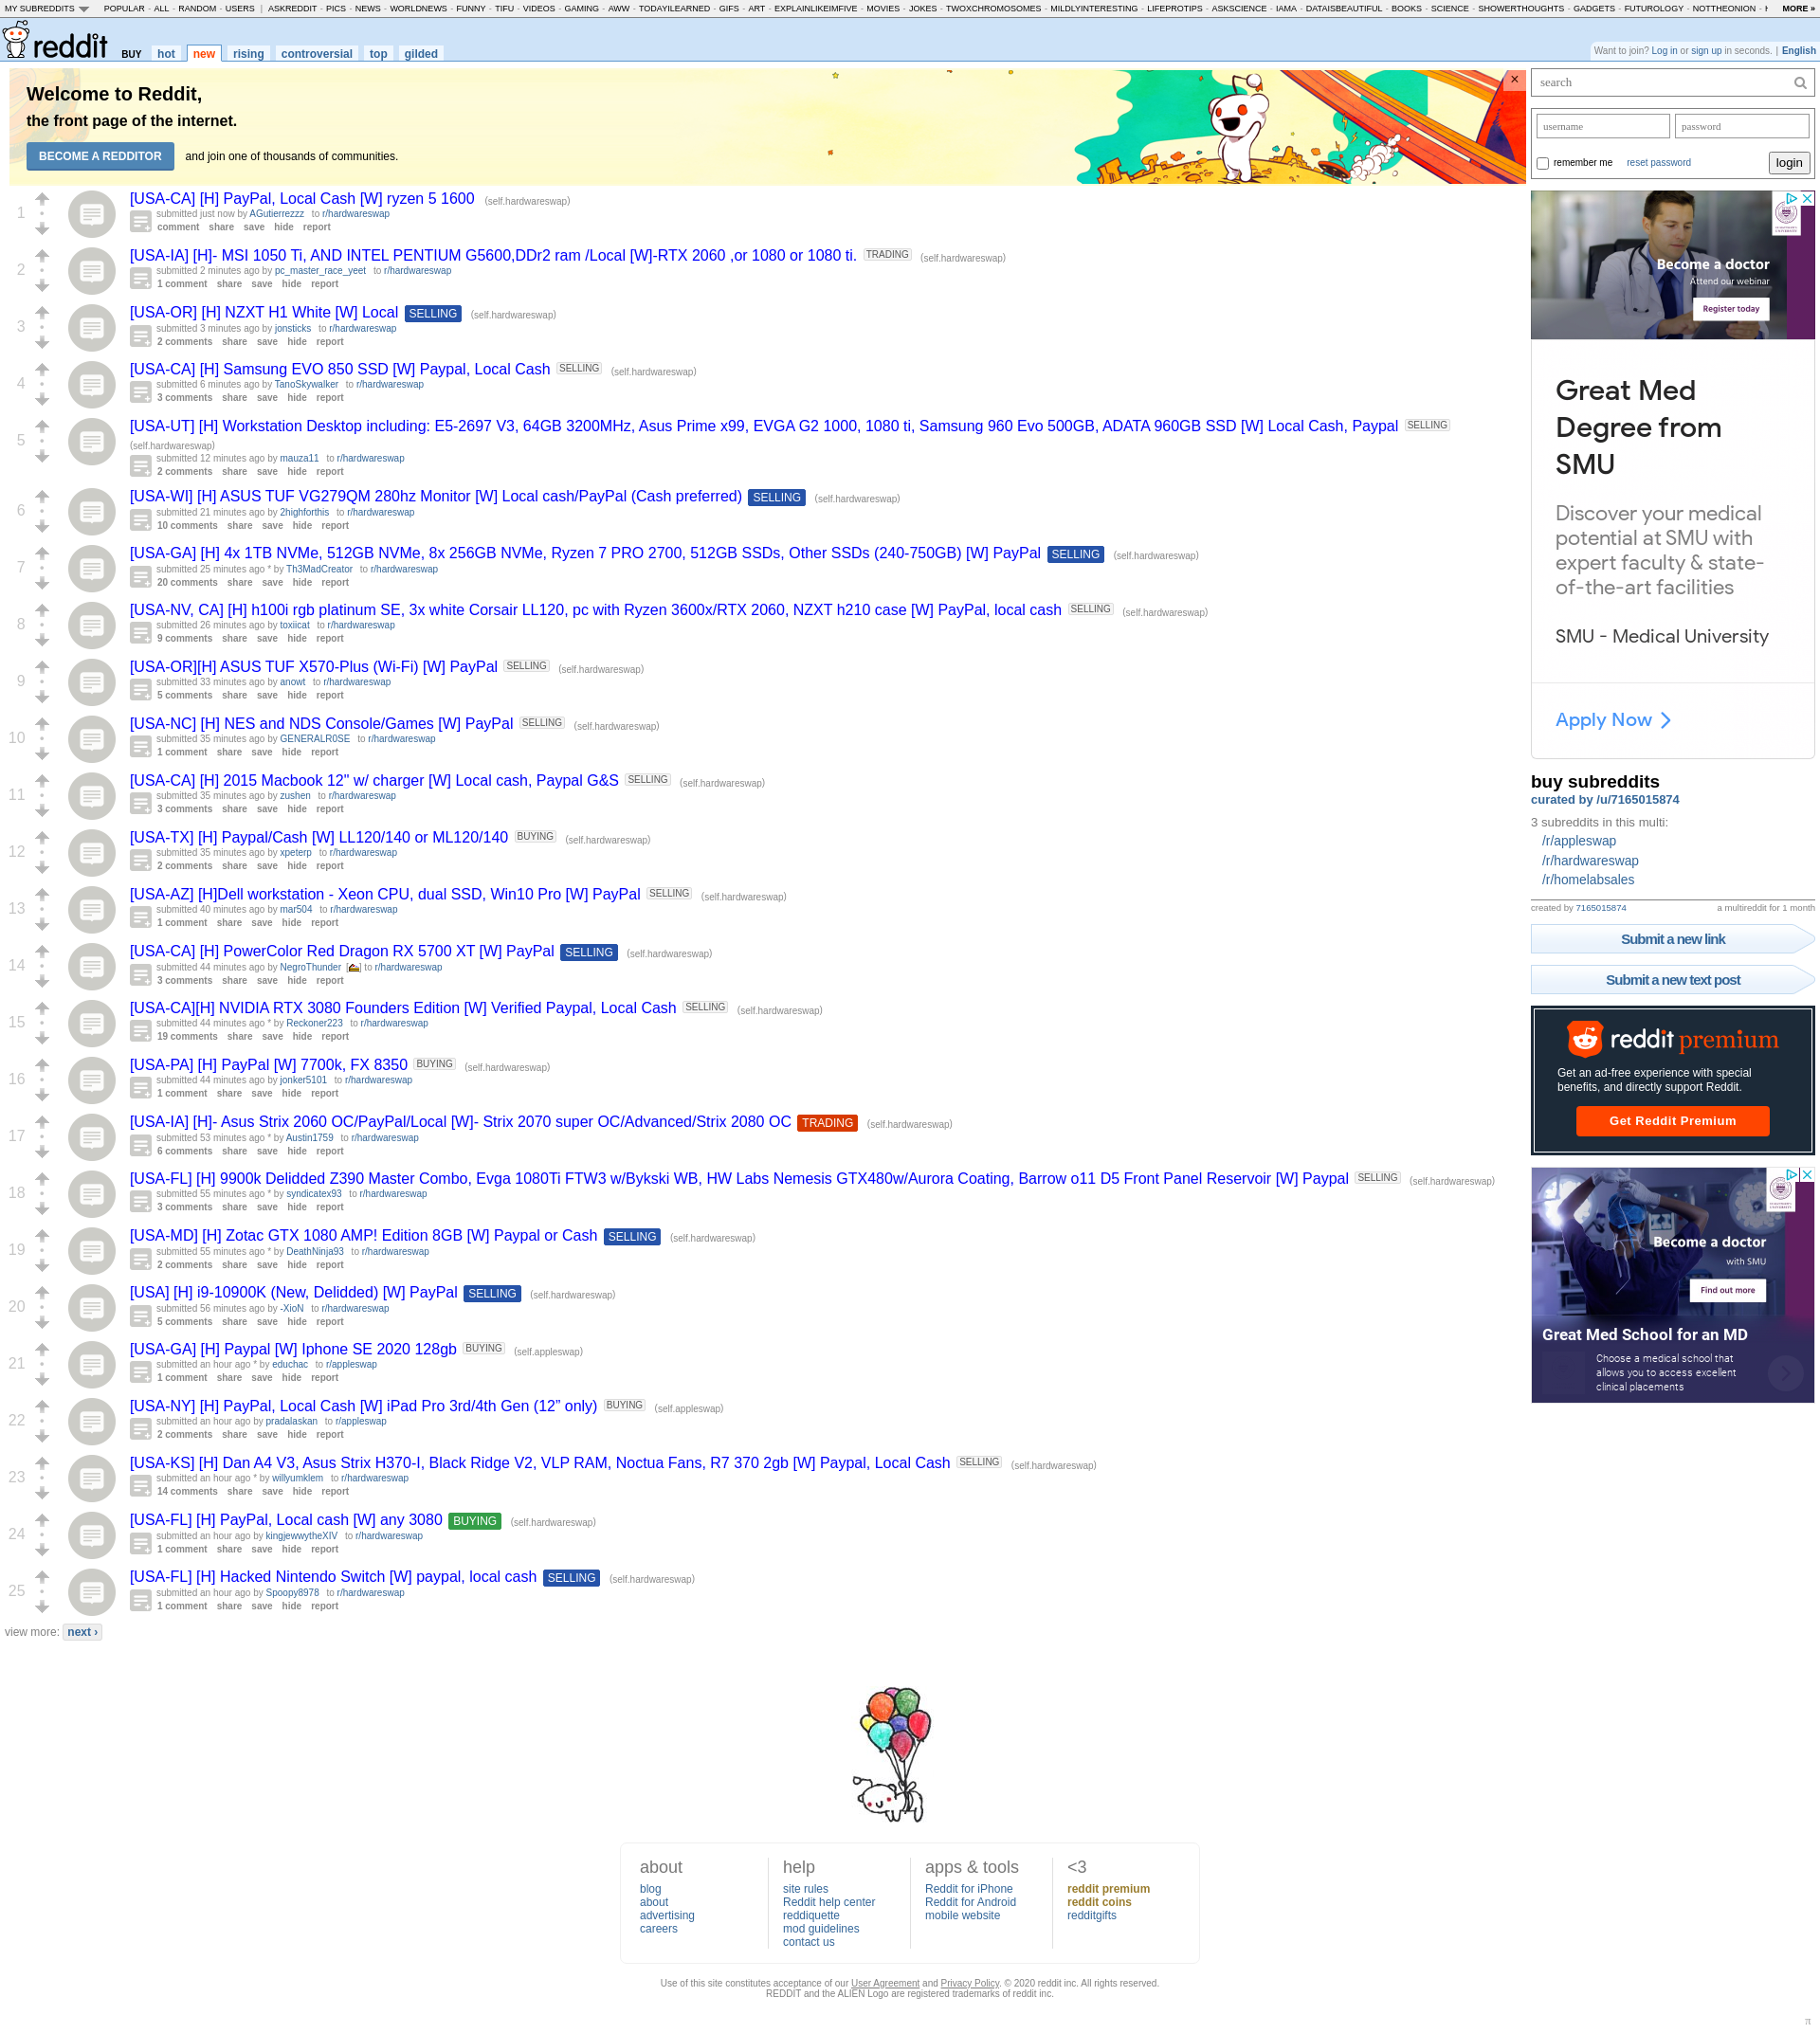 MY SUBREDDITS POPULAR - ALL - RANDOM - USERS | ASKREDDIT - PICS - NEWS - WORLDNEWS - FUNNY - TIFU - VIDEOS - GAMING - AWW - TODAYILEARNED - GIFS - ART - EXPLAINLIKEIMFIVE - MOVIES - JOKES - TWOXCHROMOSOMES - MILDLYINTERESTING - LIFEPROTIPS - ASKSCIENCE - IAMA - DATAISBEAUTIFUL - BOOKS - SCIENCE - SHOWERTHOUGHTS - GADGETS - FUTUROLOGY - NOTTHEONION - MORE »
reddit BUY hot new rising controversial top gilded
Want to join? Log in or sign up in seconds. | English
Welcome to Reddit,
the front page of the internet.
BECOME A REDDITOR and join one of thousands of communities.
×
1
[USA-CA] [H] PayPal, Local Cash [W] ryzen 5 1600 (self.hardwareswap)
submitted just now by AGutierrezzz to r/hardwareswap
comment share save hide report
2
[USA-IA] [H]- MSI 1050 Ti, AND INTEL PENTIUM G5600,DDr2 ram /Local [W]-RTX 2060 ,or 1080 or 1080 ti. TRADING (self.hardwareswap)
submitted 2 minutes ago by pc_master_race_yeet to r/hardwareswap
1 comment share save hide report
3
[USA-OR] [H] NZXT H1 White [W] Local SELLING (self.hardwareswap)
submitted 3 minutes ago by jonsticks to r/hardwareswap
2 comments share save hide report
4
[USA-CA] [H] Samsung EVO 850 SSD [W] Paypal, Local Cash SELLING (self.hardwareswap)
submitted 6 minutes ago by TanoSkywalker to r/hardwareswap
3 comments share save hide report
5
[USA-UT] [H] Workstation Desktop including: E5-2697 V3, 64GB 3200MHz, Asus Prime x99, EVGA G2 1000, 1080 ti, Samsung 960 Evo 500GB, ADATA 960GB SSD [W] Local Cash, Paypal SELLING
(self.hardwareswap)
submitted 12 minutes ago by mauza11 to r/hardwareswap
2 comments share save hide report
6
[USA-WI] [H] ASUS TUF VG279QM 280hz Monitor [W] Local cash/PayPal (Cash preferred) SELLING (self.hardwareswap)
submitted 21 minutes ago by 2highforthis to r/hardwareswap
10 comments share save hide report
7
[USA-GA] [H] 4x 1TB NVMe, 512GB NVMe, 8x 256GB NVMe, Ryzen 7 PRO 2700, 512GB SSDs, Other SSDs (240-750GB) [W] PayPal SELLING (self.hardwareswap)
submitted 25 minutes ago * by Th3MadCreator to r/hardwareswap
20 comments share save hide report
8
[USA-NV, CA] [H] h100i rgb platinum SE, 3x white Corsair LL120, pc with Ryzen 3600x/RTX 2060, NZXT h210 case [W] PayPal, local cash SELLING (self.hardwareswap)
submitted 26 minutes ago by toxiicat to r/hardwareswap
9 comments share save hide report
9
[USA-OR][H] ASUS TUF X570-Plus (Wi-Fi) [W] PayPal SELLING (self.hardwareswap)
submitted 33 minutes ago by anowt to r/hardwareswap
5 comments share save hide report
10
[USA-NC] [H] NES and NDS Console/Games [W] PayPal SELLING (self.hardwareswap)
submitted 35 minutes ago by GENERALR0SE to r/hardwareswap
1 comment share save hide report
11
[USA-CA] [H] 2015 Macbook 12" w/ charger [W] Local cash, Paypal G&S SELLING (self.hardwareswap)
submitted 35 minutes ago by zushen to r/hardwareswap
3 comments share save hide report
12
[USA-TX] [H] Paypal/Cash [W] LL120/140 or ML120/140 BUYING (self.hardwareswap)
submitted 35 minutes ago by xpeterp to r/hardwareswap
2 comments share save hide report
13
[USA-AZ] [H]Dell workstation - Xeon CPU, dual SSD, Win10 Pro [W] PayPal SELLING (self.hardwareswap)
submitted 40 minutes ago by mar504 to r/hardwareswap
1 comment share save hide report
14
[USA-CA] [H] PowerColor Red Dragon RX 5700 XT [W] PayPal SELLING (self.hardwareswap)
submitted 44 minutes ago by NegroThunder [] to r/hardwareswap
3 comments share save hide report
15
[USA-CA][H] NVIDIA RTX 3080 Founders Edition [W] Verified Paypal, Local Cash SELLING (self.hardwareswap)
submitted 44 minutes ago * by Reckoner223 to r/hardwareswap
19 comments share save hide report
16
[USA-PA] [H] PayPal [W] 7700k, FX 8350 BUYING (self.hardwareswap)
submitted 44 minutes ago by jonker5101 to r/hardwareswap
1 comment share save hide report
17
[USA-IA] [H]- Asus Strix 2060 OC/PayPal/Local [W]- Strix 2070 super OC/Advanced/Strix 2080 OC TRADING (self.hardwareswap)
submitted 53 minutes ago * by Austin1759 to r/hardwareswap
6 comments share save hide report
18
[USA-FL] [H] 9900k Delidded Z390 Master Combo, Evga 1080Ti FTW3 w/Bykski WB, HW Labs Nemesis GTX480w/Aurora Coating, Barrow o11 D5 Front Panel Reservoir [W] Paypal SELLING (self.hardwareswap)
submitted 55 minutes ago * by syndicatex93 to r/hardwareswap
3 comments share save hide report
19
[USA-MD] [H] Zotac GTX 1080 AMP! Edition 8GB [W] Paypal or Cash SELLING (self.hardwareswap)
submitted 55 minutes ago * by DeathNinja93 to r/hardwareswap
2 comments share save hide report
20
[USA] [H] i9-10900K (New, Delidded) [W] PayPal SELLING (self.hardwareswap)
submitted 56 minutes ago by -XioN to r/hardwareswap
5 comments share save hide report
21
[USA-GA] [H] Paypal [W] Iphone SE 2020 128gb BUYING (self.appleswap)
submitted an hour ago * by educhac to r/appleswap
1 comment share save hide report
22
[USA-NY] [H] PayPal, Local Cash [W] iPad Pro 3rd/4th Gen (12” only) BUYING (self.appleswap)
submitted an hour ago by pradalaskan to r/appleswap
2 comments share save hide report
23
[USA-KS] [H] Dan A4 V3, Asus Strix H370-I, Black Ridge V2, VLP RAM, Noctua Fans, R7 370 2gb [W] Paypal, Local Cash SELLING (self.hardwareswap)
submitted an hour ago * by willyumklem to r/hardwareswap
14 comments share save hide report
24
[USA-FL] [H] PayPal, Local cash [W] any 3080 BUYING (self.hardwareswap)
submitted an hour ago by kingjewwytheXIV to r/hardwareswap
1 comment share save hide report
25
[USA-FL] [H] Hacked Nintendo Switch [W] paypal, local cash SELLING (self.hardwareswap)
submitted an hour ago by Spoopy8978 to r/hardwareswap
1 comment share save hide report
view more: next ›
search
username password
remember me reset password login
Become a doctor
Attend our webinar
Register today
Great Med
Degree from
SMU
Discover your medical
potential at SMU with
expert faculty & state-
of-the-art facilities
SMU - Medical University
Apply Now
buy subreddits
curated by /u/7165015874
3 subreddits in this multi:
/r/appleswap
/r/hardwareswap
/r/homelabsales
created by 7165015874 a multireddit for 1 month
Submit a new link
Submit a new text post
reddit premium
Get an ad-free experience with special
benefits, and directly support Reddit.
Get Reddit Premium
Become a doctor
with SMU
Find out more
Great Med School for an MD
Choose a medical school that
allows you to access excellent
clinical placements
about
blog
about
advertising
careers
help
site rules
Reddit help center
reddiquette
mod guidelines
contact us
apps & tools
Reddit for iPhone
Reddit for Android
mobile website
<3
reddit premium
reddit coins
redditgifts
Use of this site constitutes acceptance of our User Agreement and Privacy Policy. © 2020 reddit inc. All rights reserved.
REDDIT and the ALIEN Logo are registered trademarks of reddit inc.
π